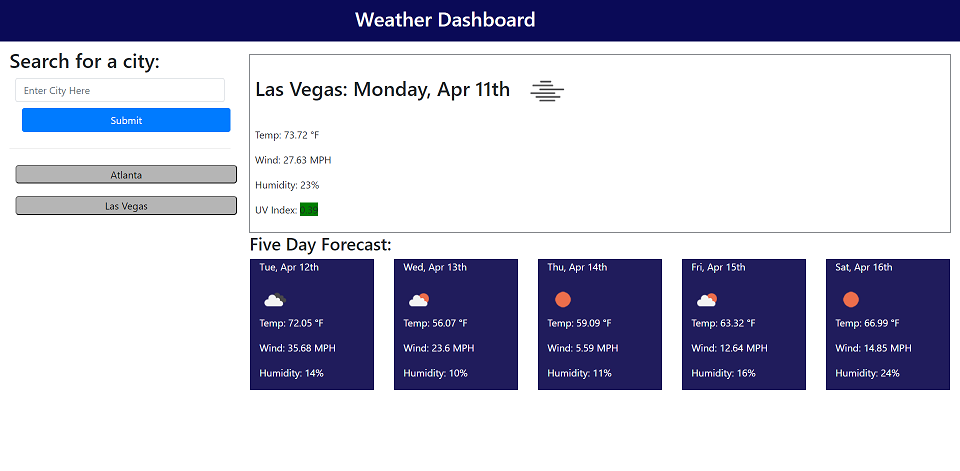 Weather Dashboard
Search for a city:
Enter City Here
Submit
Atlanta
Las Vegas
Las Vegas: Monday, Apr 11th
Temp: 73.72 °F
Wind: 27.63 MPH
Humidity: 23%
UV Index:
Five Day Forecast:
Tue, Apr 12th
Temp: 72.05 °F
Wind: 35.68 MPH
Humidity: 14%
Wed, Apr 13th
Temp: 56.07 °F
Wind: 23.6 MPH
Humidity: 10%
Thu, Apr 14th
Temp: 59.09 °F
Wind: 5.59 MPH
Humidity: 11%
Fri, Apr 15th
Temp: 63.32 °F
Wind: 12.64 MPH
Humidity: 16%
Sat, Apr 16th
Temp: 66.99 °F
Wind: 14.85 MPH
Humidity: 24%